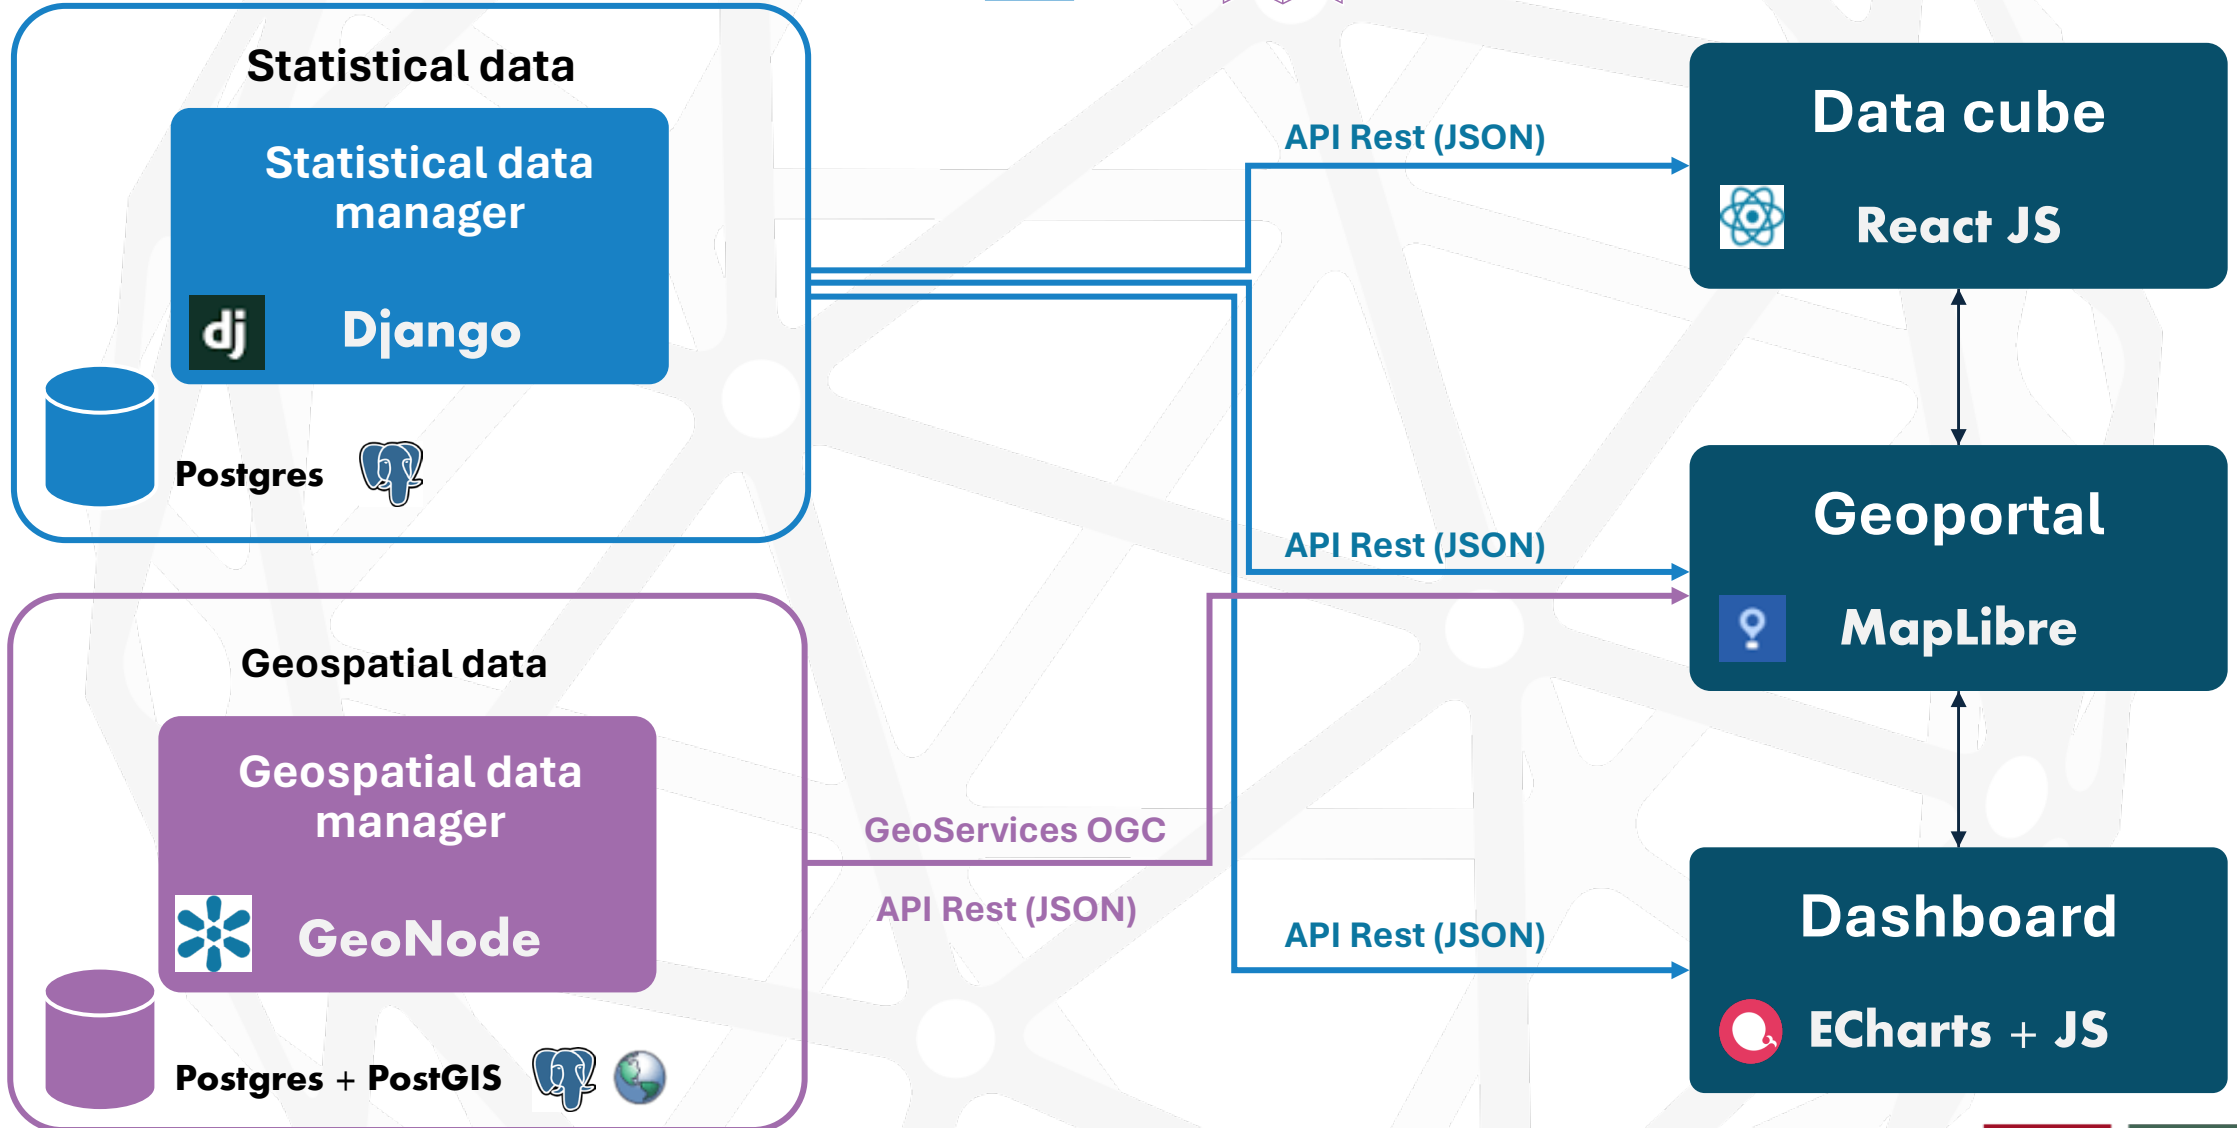 Statistical data
Statistical data
manager
dj
Django
Postgres
Geospatial data
Geospatial data
manager
GeoNode
Postgres + PostGIS
API Rest (JSON)
API Rest (JSON)
GeoServices OGC
API Rest (JSON)
API Rest (JSON)
Data cube
React JS
Geoportal
MapLibre
Dashboard
ECharts + JS